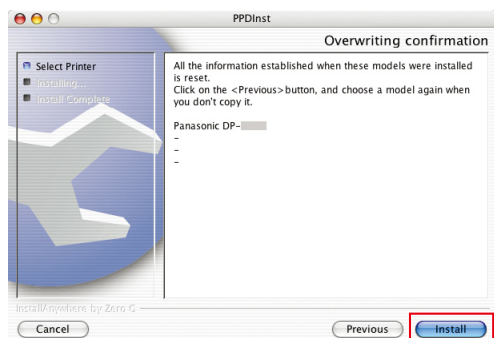 PPDInst
Overwriting confirmation
Select Printer
Installing...
Install Complete
All the information established when these models were installed
is reset.
Click on the <Previous>button, and choose a model again when
you don't copy it.
Panasonic DP-
-
-
-
InstallAnywhere by Zero G
Cancel
Previous
Install